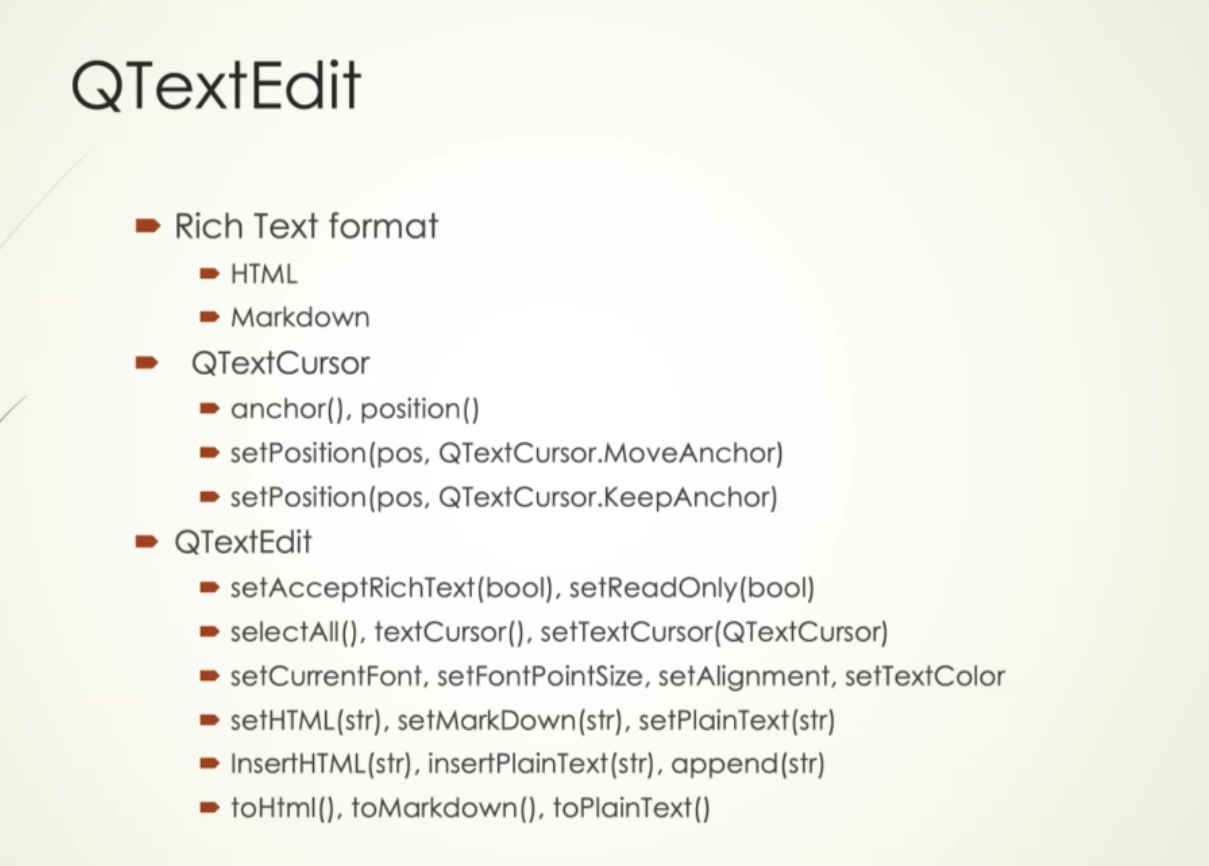 QTextEdit
Rich Text format
HTML
Markdown
QTextCursor
anchor(), position()
setPosition(pos, QTextCursor.MoveAnchor)
setPosition(pos, QTextCursor.KeepAnchor)
QTextEdit
setAcceptRichText(bool), setReadOnly(bool)
selectAll(), textCursor(), setTextCursor(QTextCursor)
setCurrentFont, setFontPointSize, setAlignment, setTextColor
setHTML(str), setMarkDown(str), setPlainText(str)
InsertHTML(str), insertPlainText(str), append(str)
toHtml(), toMarkdown(), toPlainText()